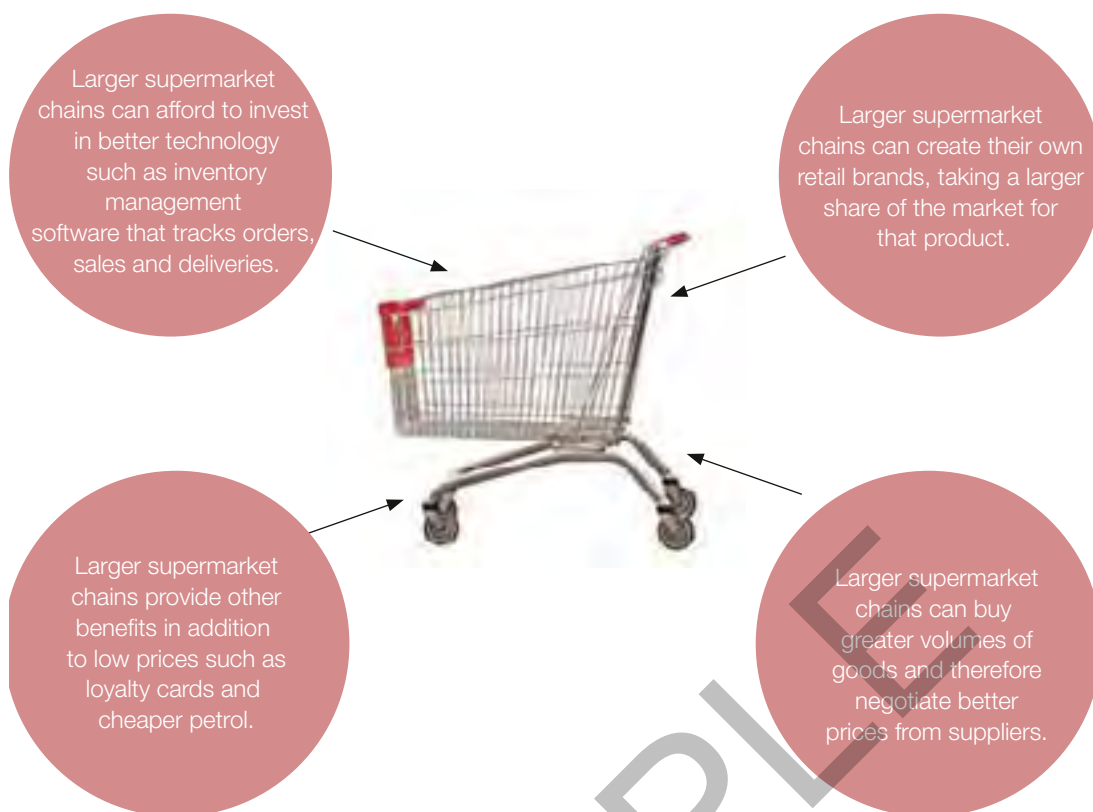 Larger supermarket
chains can afford to invest
in better technology
such as inventory
management
software that tracks orders,
sales and deliveries.
Larger supermarket
chains can create their own
retail brands, taking a larger
share of the market for
that product.
Larger supermarket
chains provide other
benefits in addition
to low prices such as
loyalty cards and
cheaper petrol.
Larger supermarket
chains can buy
greater volumes of
goods and therefore
negotiate better
prices from suppliers.
PLE